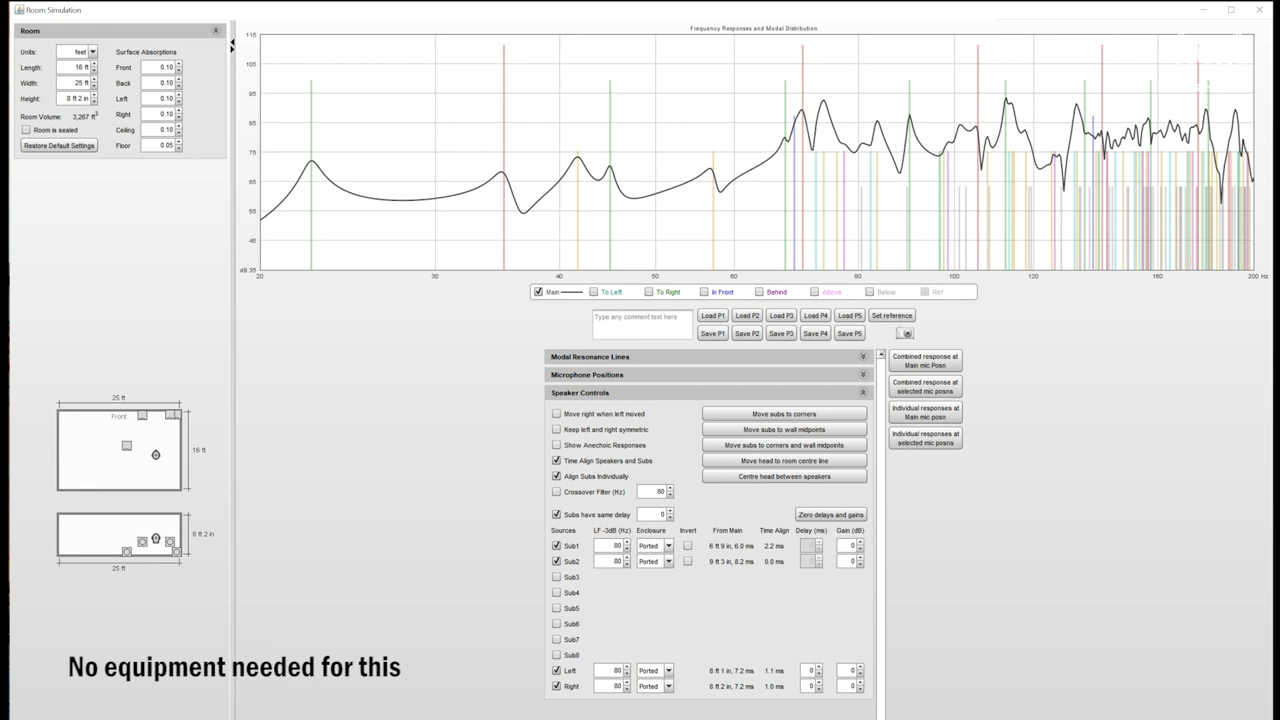 Room Simulation
Room
Units: feet Surface Absorptions
Length: 16 ft Front 0.10
Width: 25 ft Back 0.10
Height: 8 ft 2 in Left 0.10
Room Volume: 3,267 ft3 Right 0.10
Room is sealed Ceiling 0.10
Restore Default Settings Floor 0.05
Frequency Responses and Modal Distribution
115
105
95
85
75
65
55
45
dB 35
20 30 40 50 60 80 100 120 160 200 Hz
Main To Left To Right In Front Behind Above Below Ref
Type any comment text here
Load P1 Load P2 Load P3 Load P4 Load P5 Set reference
Save P1 Save P2 Save P3 Save P4 Save P5
Modal Resonance Lines
Microphone Positions
Speaker Controls
Combined response at
Main mic Posn
Combined response at
selected mic posns
Individual responses at
Main mic posn
Individual responses at
selected mic posns
Move right when left moved Move subs to corners
Keep left and right symmetric Move subs to wall midpoints
Show Anechoic Responses Move subs to corners and wall midpoints
Time Align Speakers and Subs Move head to room centre line
Align Subs Individually Centre head between speakers
Crossover Filter (Hz) 80
Subs have same delay 0 Zero delays and gains
Sources LF -3dB (Hz) Enclosure Invert From Main Time Align Delay (ms) Gain (dB)
Sub1 80 Ported 6 ft 9 in, 6.0 ms 2.2 ms 0 0
Sub2 80 Ported 9 ft 3 in, 8.2 ms 0.0 ms 0 0
Sub3
Sub4
Sub5
Sub6
Sub7
Sub8
Left 80 Ported 8 ft 1 in, 7.2 ms 1.1 ms 0 0
Right 80 Ported 8 ft 2 in, 7.2 ms 1.0 ms 0 0
25 ft
Front
16 ft
8 ft 2 in
25 ft
No equipment needed for this